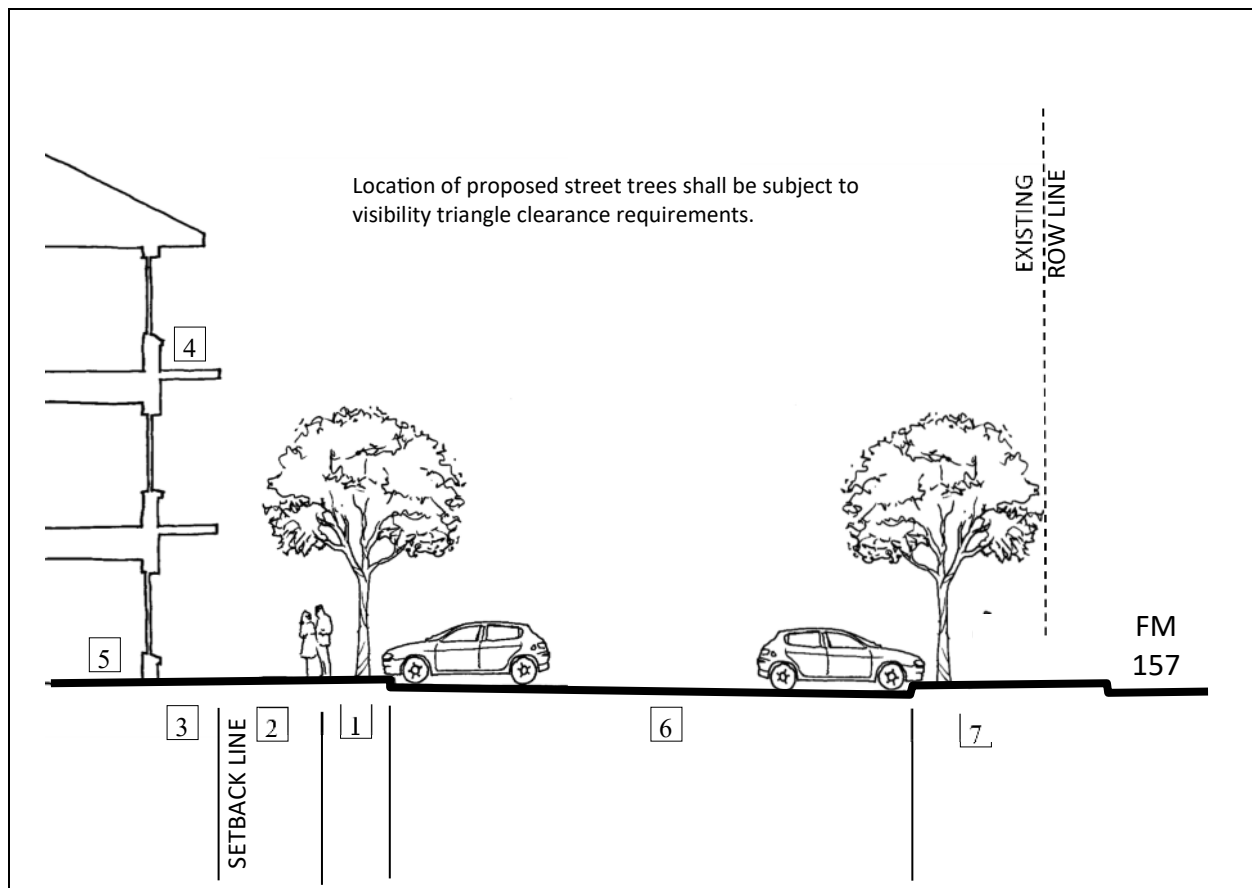 Location of proposed street trees shall be subject to
visibility triangle clearance requirements.
EXISTING
ROW LINE
4
FM
157
5
3
SETBACK LINE
2
1
6
7